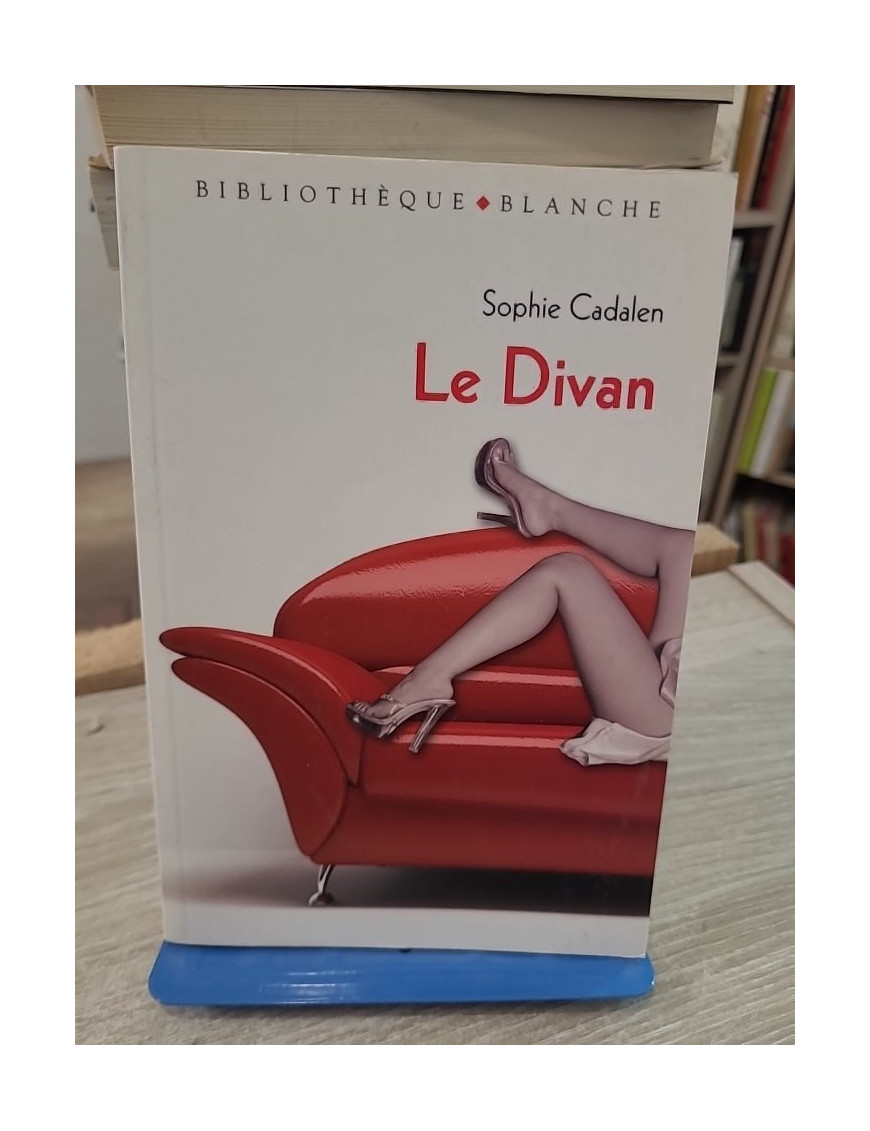 BIBLIOTHÈQUE ◆ BLANCHE
Sophie Cadalen
Le Divan